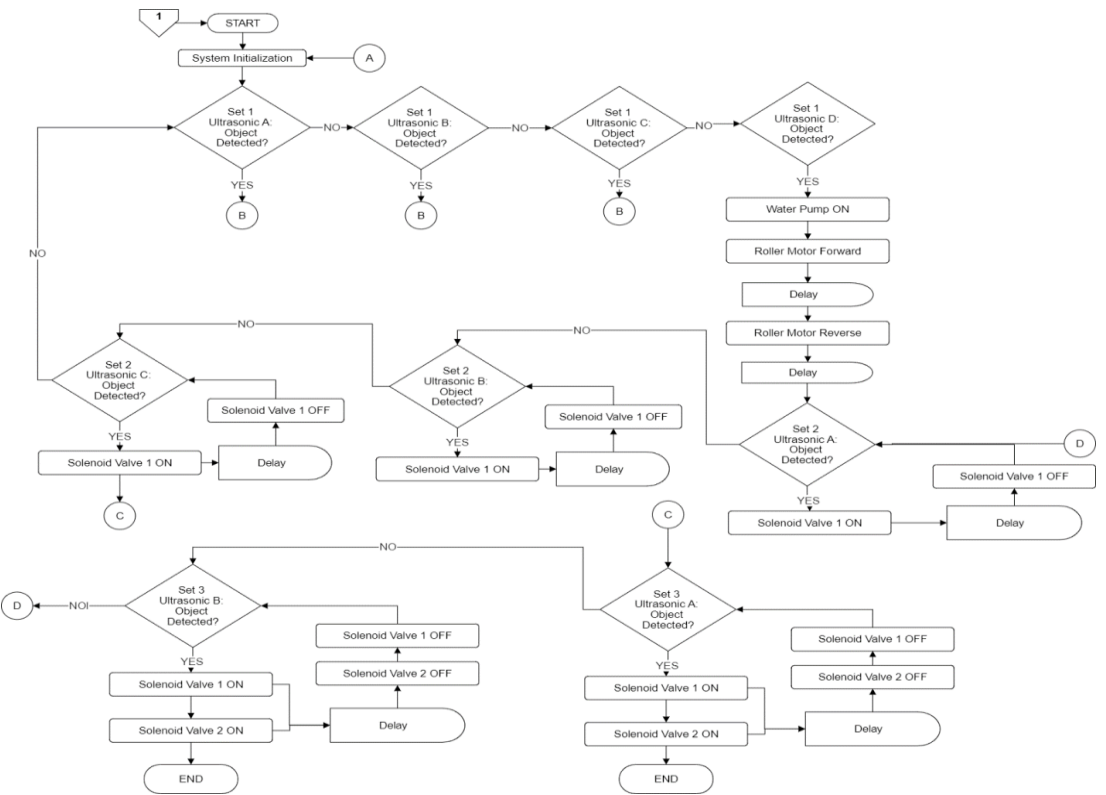 1
START
System Initialization
A
Set 1
Ultrasonic A:
Object
Detected?
NO
Set 1
Ultrasonic B:
Object
Detected?
NO
Set 1
Ultrasonic C:
Object
Detected?
NO
Set 1
Ultrasonic D:
Object
Detected?
YES
B
YES
B
YES
B
YES
Water Pump ON
Roller Motor Forward
Delay
Roller Motor Reverse
Delay
NO
NO
NO
Set 2
Ultrasonic C:
Object
Detected?
Solenoid Valve 1 OFF
YES
Solenoid Valve 1 ON
Delay
C
Set 2
Ultrasonic B:
Object
Detected?
Solenoid Valve 1 OFF
YES
Solenoid Valve 1 ON
Delay
Set 2
Ultrasonic A:
Object
Detected?
D
Solenoid Valve 1 OFF
YES
Solenoid Valve 1 ON
Delay
C
NO
D
NOI
Set 3
Ultrasonic B:
Object
Detected?
Solenoid Valve 1 OFF
YES
Solenoid Valve 2 OFF
Solenoid Valve 1 ON
Delay
Solenoid Valve 2 ON
END
Set 3
Ultrasonic A:
Object
Detected?
Solenoid Valve 1 OFF
YES
Solenoid Valve 2 OFF
Solenoid Valve 1 ON
Delay
Solenoid Valve 2 ON
END